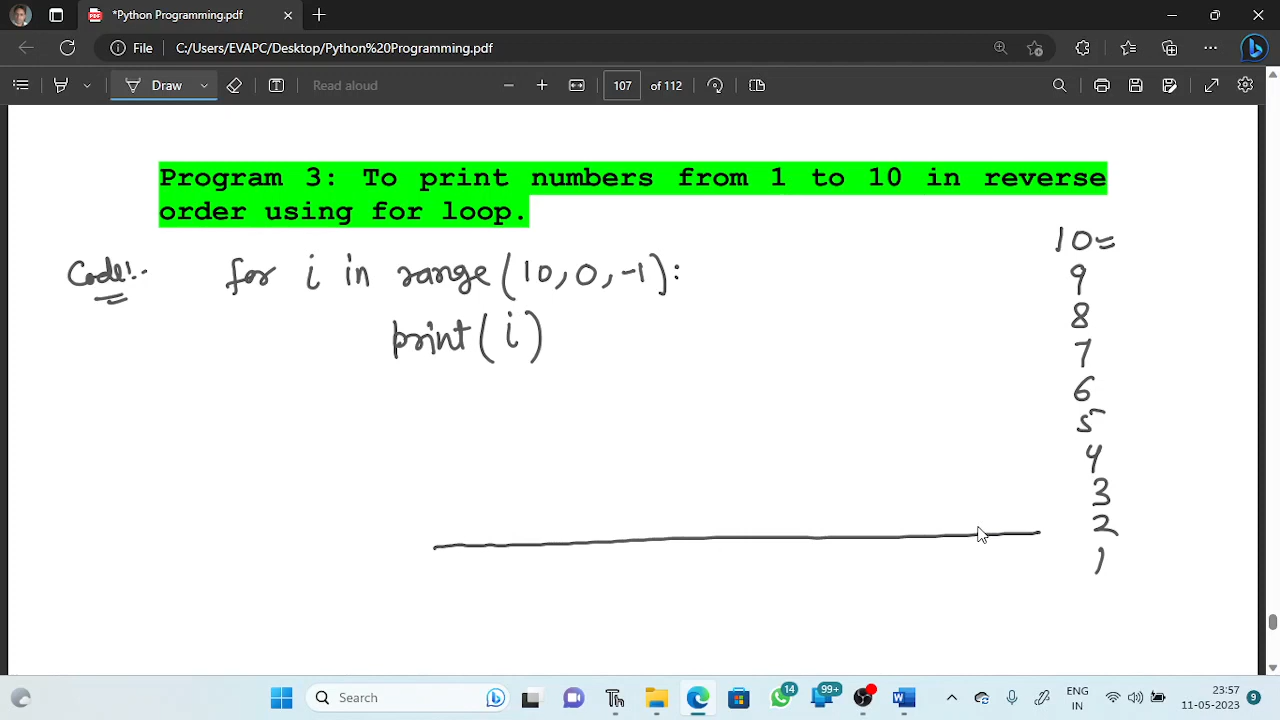 *Python Programming.pdf
File
C:/Users/EVAPC/Desktop/Python%20Programming.pdf
Draw
Read aloud
107
of 112
Program 3: To print numbers from 1 to 10 in reverse
order using for loop.
Code:-
for i in range(10,0,-1):
print(i)
10
9
8
7
6
5
4
3
2
1
Search
14
99+
ENG
IN
23:57
11-05-2023
9